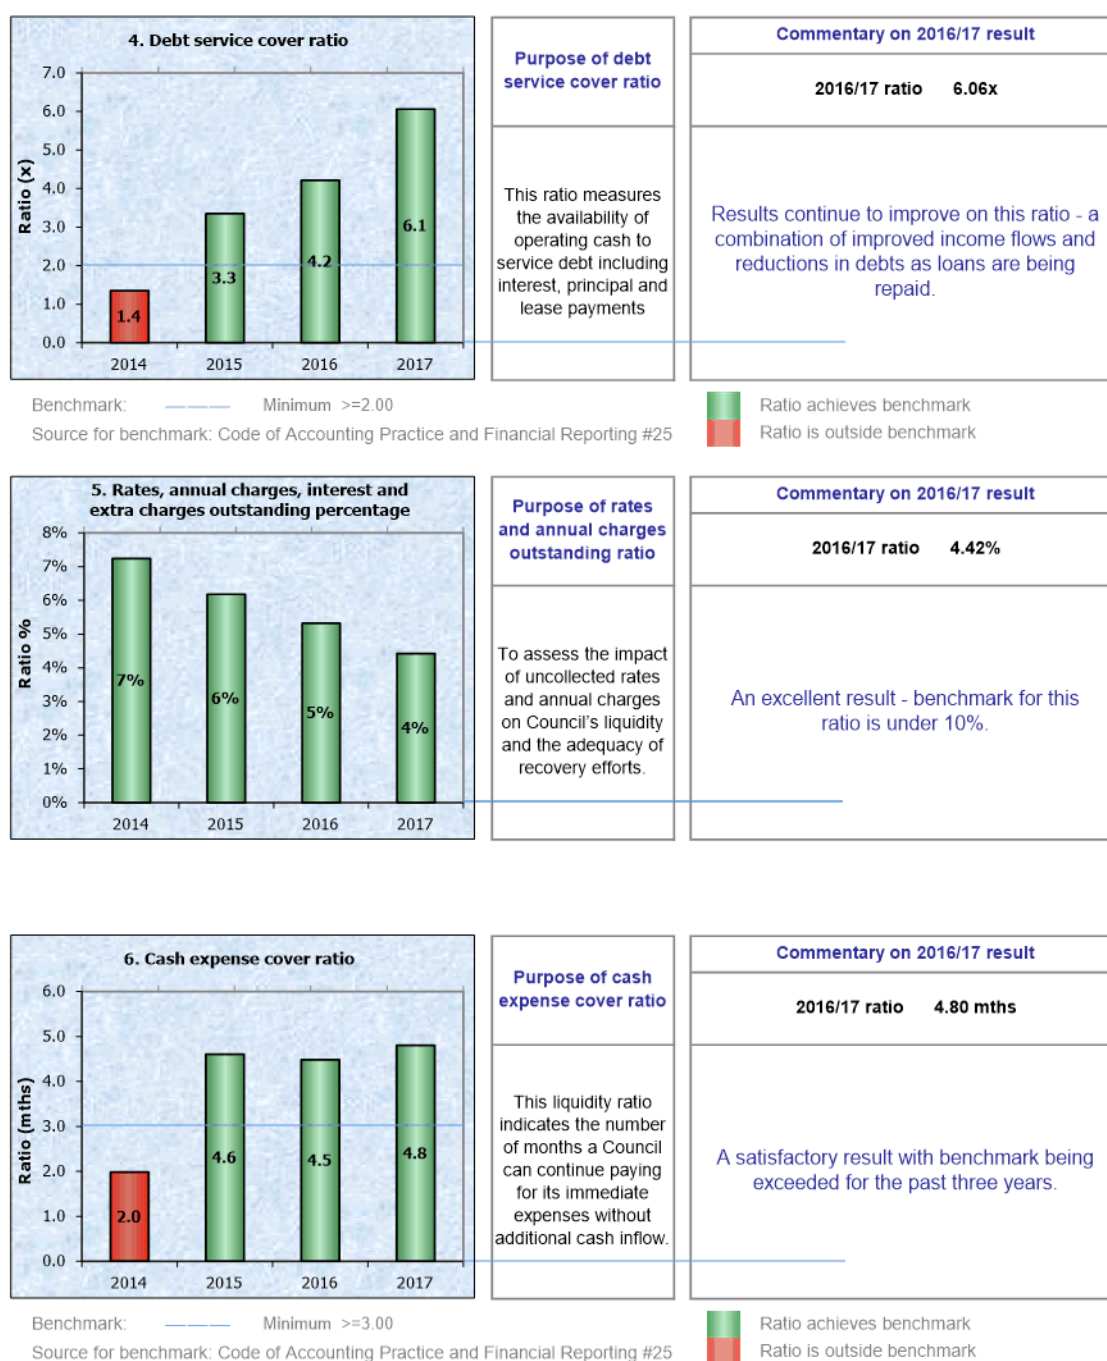 4. Debt service cover ratio
7.0
6.0
5.0
4.0
3.0
2.0
1.0
0.0
Ratio (x)
1.4
3.3
4.2
6.1
2014 2015 2016 2017
Purpose of debt
service cover ratio
This ratio measures
the availability of
operating cash to
service debt including
interest, principal and
lease payments
Commentary on 2016/17 result
2016/17 ratio 6.06x
Results continue to improve on this ratio - a
combination of improved income flows and
reductions in debts as loans are being
repaid.
Benchmark: Minimum >=2.00
Source for benchmark: Code of Accounting Practice and Financial Reporting #25
Ratio achieves benchmark
Ratio is outside benchmark
5. Rates, annual charges, interest and
extra charges outstanding percentage
8%
7%
6%
5%
4%
3%
2%
1%
0%
Ratio %
7%
6%
5%
4%
2014 2015 2016 2017
Purpose of rates
and annual charges
outstanding ratio
To assess the impact
of uncollected rates
and annual charges
on Council's liquidity
and the adequacy of
recovery efforts.
Commentary on 2016/17 result
2016/17 ratio 4.42%
An excellent result - benchmark for this
ratio is under 10%.
6. Cash expense cover ratio
6.0
5.0
4.0
3.0
2.0
1.0
0.0
Ratio (mths)
2.0
4.6
4.5
4.8
2014 2015 2016 2017
Purpose of cash
expense cover ratio
This liquidity ratio
indicates the number
of months a Council
can continue paying
for its immediate
expenses without
additional cash inflow.
Commentary on 2016/17 result
2016/17 ratio 4.80 mths
A satisfactory result with benchmark being
exceeded for the past three years.
Benchmark: Minimum >=3.00
Source for benchmark: Code of Accounting Practice and Financial Reporting #25
Ratio achieves benchmark
Ratio is outside benchmark